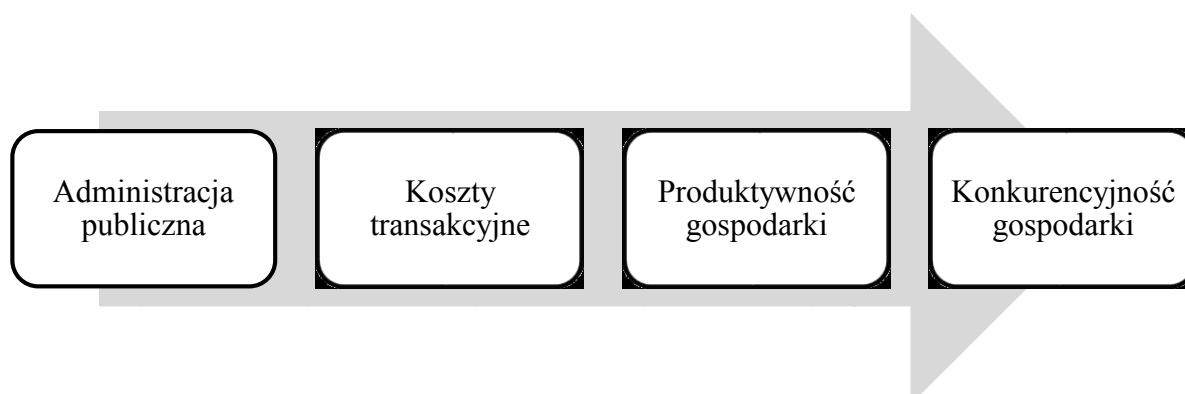 Administracja
publiczna
Koszty
transakcyjne
Produktywność
gospodarki
Konkurencyjność
gospodarki